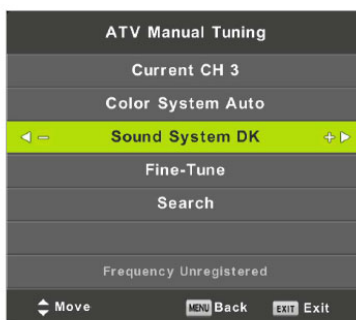 ATV Manual Tuning
Current CH 3
Color System Auto
Sound System DK
Fine-Tune
Search
Frequency Unregistered
Move MENU Back EXIT Exit